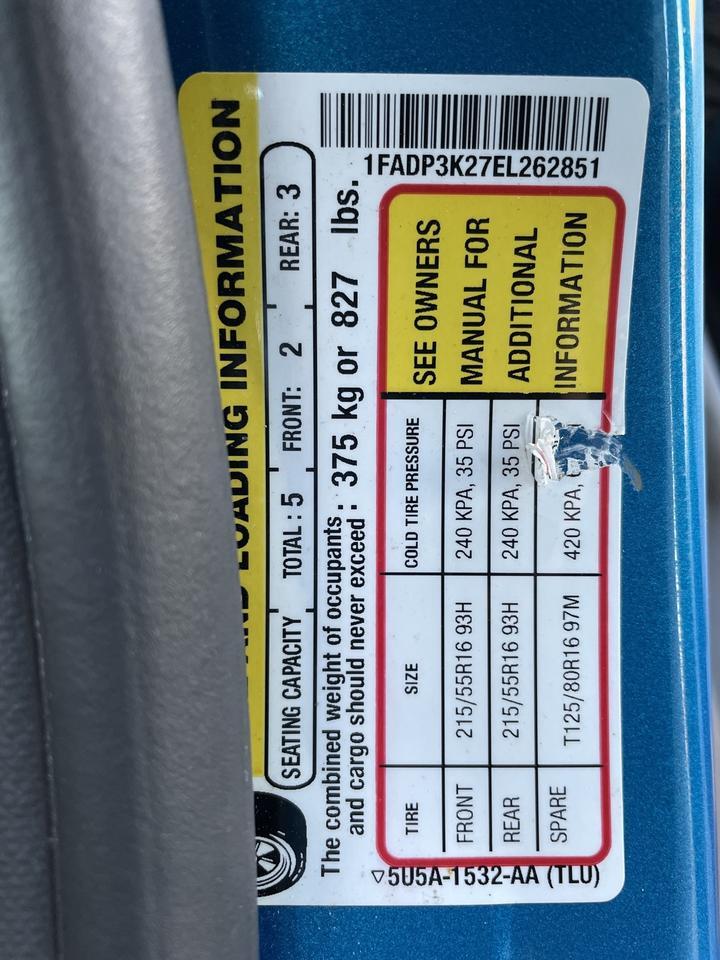 LOADING INFORMATION
SEATING CAPACITY TOTAL: 5 FRONT: 2 REAR: 3
The combined weight of occupants
and cargo should never exceed : 375 kg or 827 lbs.
1FADP3K27EL262851
TIRE SIZE COLD TIRE PRESSURE
FRONT 215/55R16 93H 240 KPA, 35 PSI
REAR 215/55R16 93H 240 KPA, 35 PSI
SPARE T125/80R16 97M 420 KPA,
SEE OWNERS
MANUAL FOR
ADDITIONAL
INFORMATION
5U5A-1532-AA (TLU)